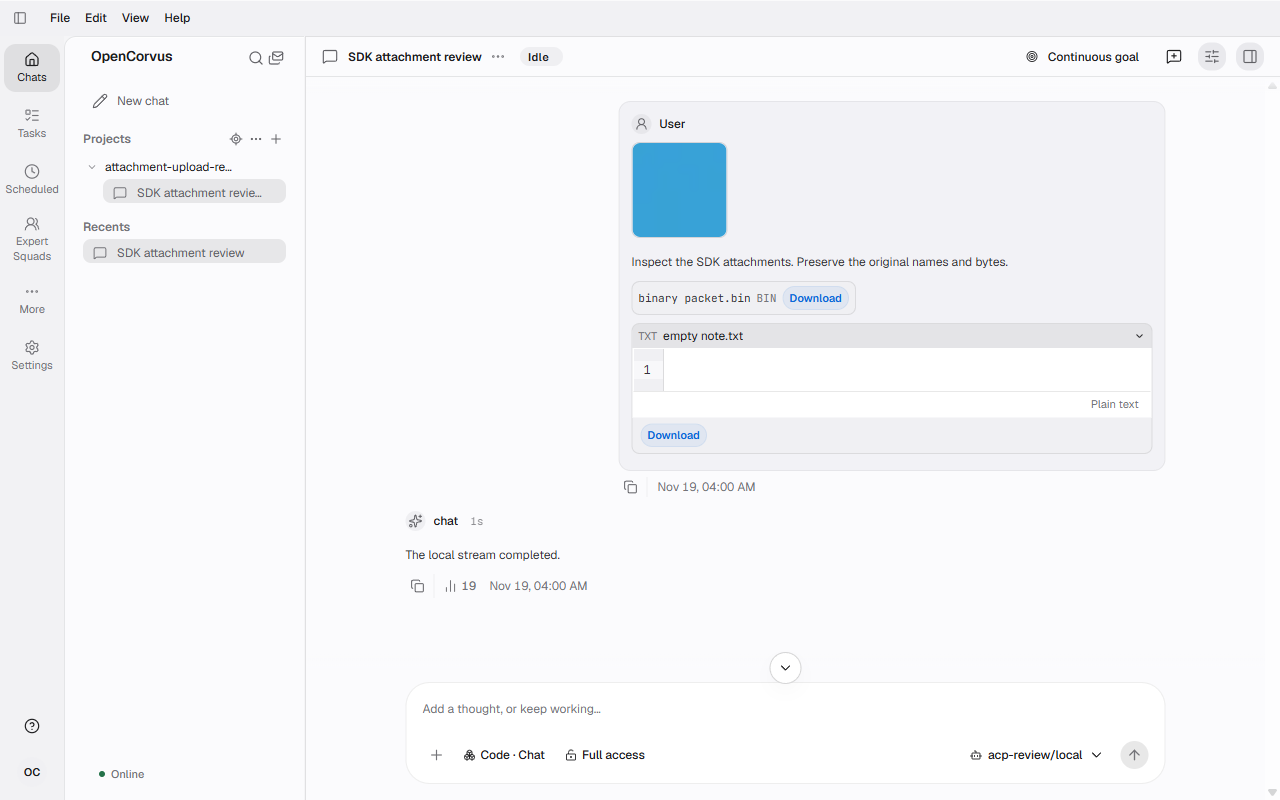 File Edit View Help
Chats
Tasks
Scheduled
Expert
Squads
More
Settings
OC
OpenCorvus
New chat
Projects
attachment-upload-re…
SDK attachment revie…
Recents
SDK attachment review
Online
SDK attachment review Idle Continuous goal
User
Inspect the SDK attachments. Preserve the original names and bytes.
binary packet.bin BIN Download
TXT empty note.txt
1
Plain text
Download
Nov 19, 04:00 AM
chat 1s
The local stream completed.
19 Nov 19, 04:00 AM
Add a thought, or keep working…
Code · Chat Full access acp-review/local